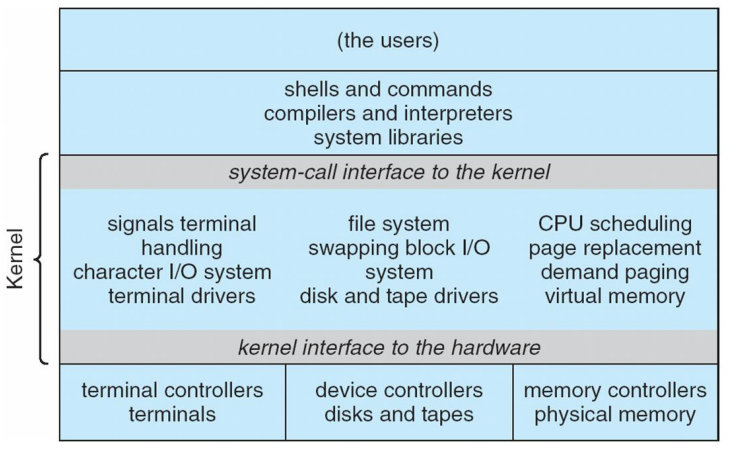 (the users)
shells and commands
compilers and interpreters
system libraries
system-call interface to the kernel
Kernel
signals terminal
handling
character I/O system
terminal drivers
file system
swapping block I/O
system
disk and tape drivers
CPU scheduling
page replacement
demand paging
virtual memory
kernel interface to the hardware
terminal controllers
terminals
device controllers
disks and tapes
memory controllers
physical memory